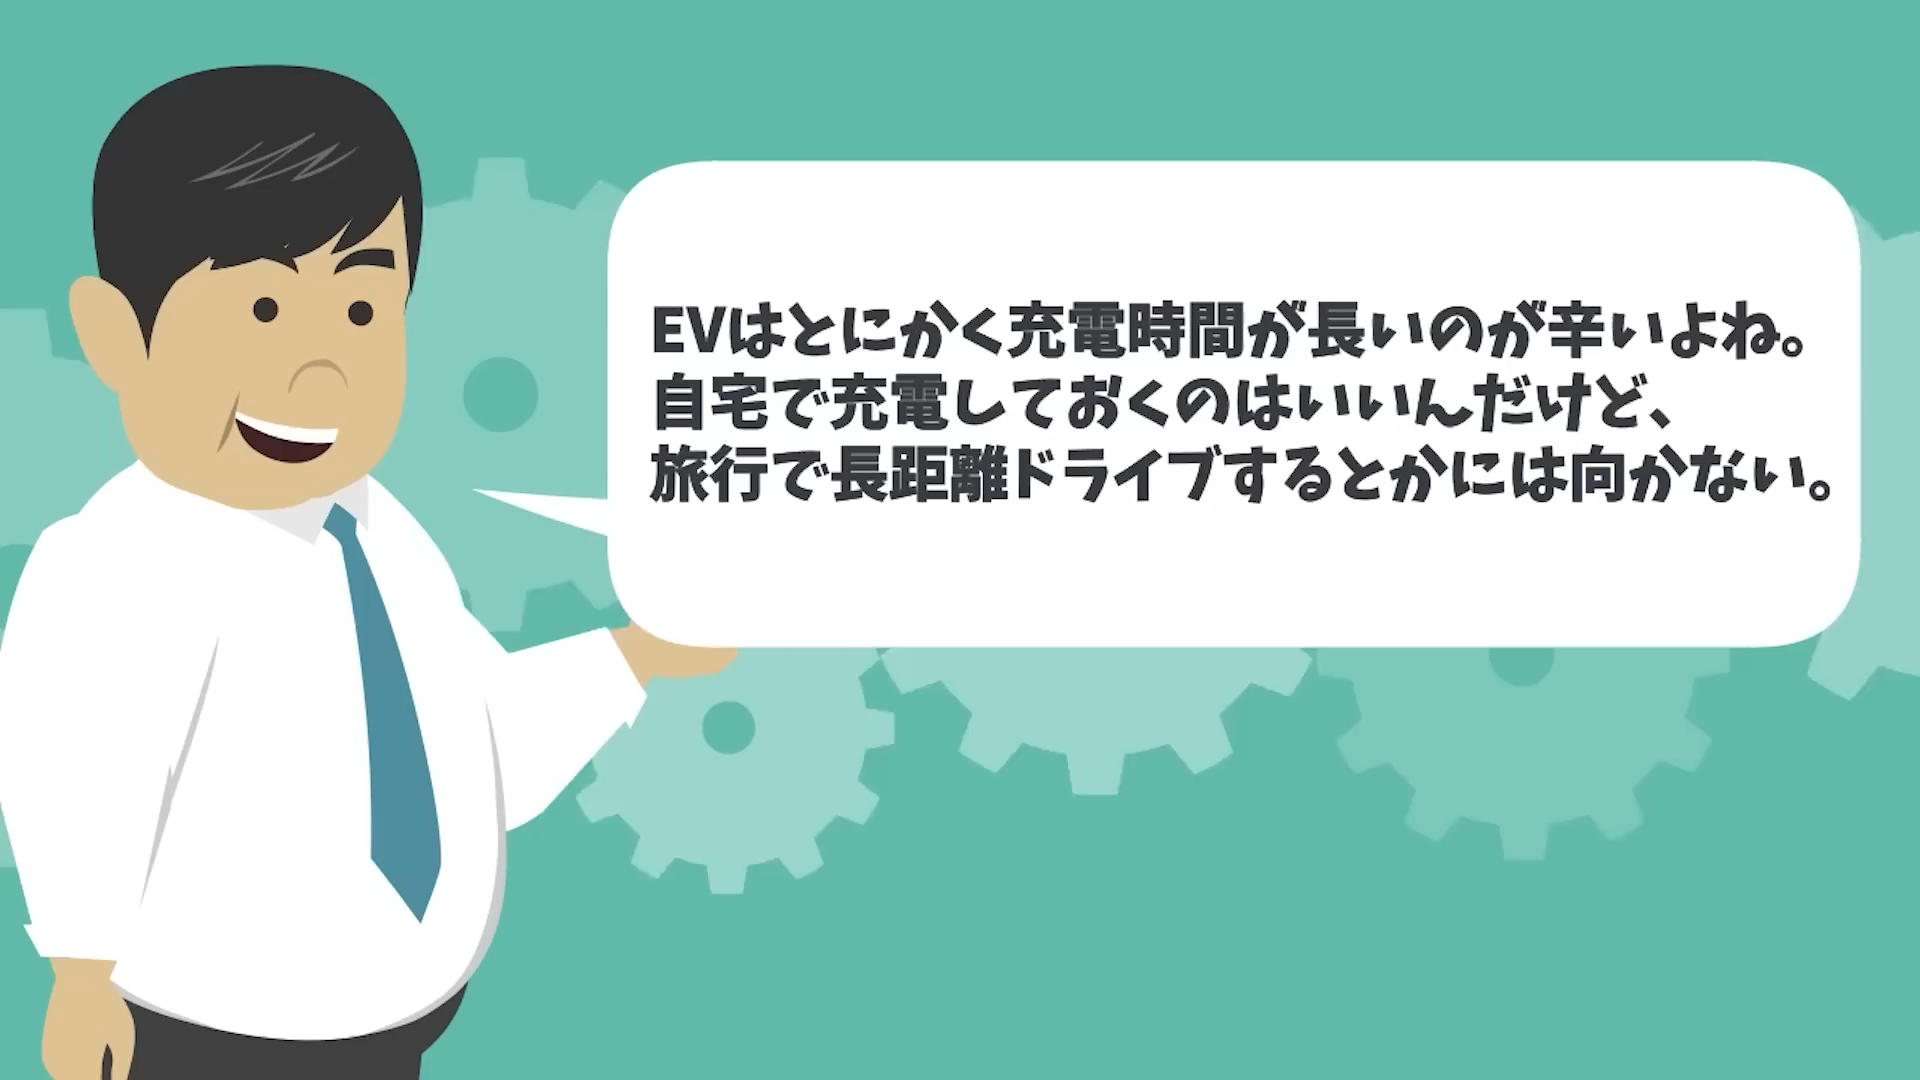 EVはとにかく充電時間が長いのが辛いよね。
自宅で充電しておくのはいいんだけど、
旅行で長距離ドライブするとかには向かない。